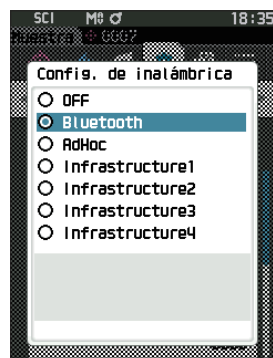 SCI M ♂ 18:35
Muestra 0007
Config. de inalámbrica
OFF
Bluetooth
AdHoc
Infrastructure1
Infrastructure2
Infrastructure3
Infrastructure4